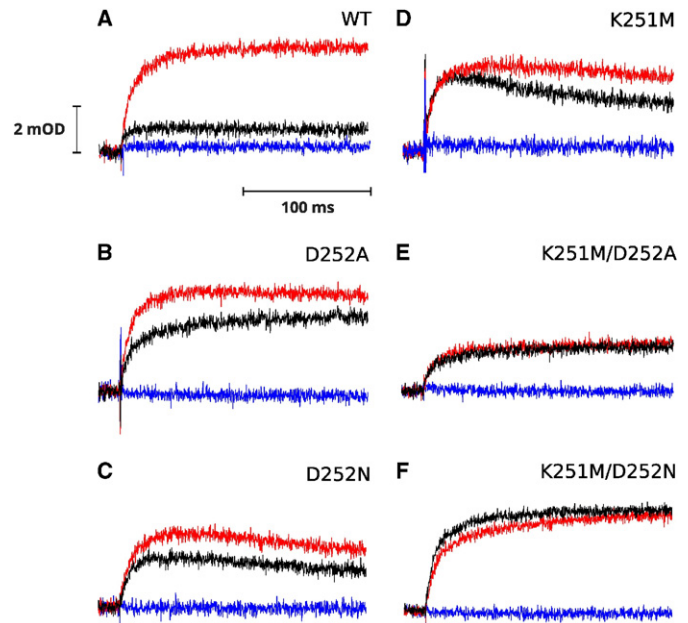 A WT
D K251M
2 mOD
100 ms
B D252A
E K251M/D252A
C D252N
F K251M/D252N